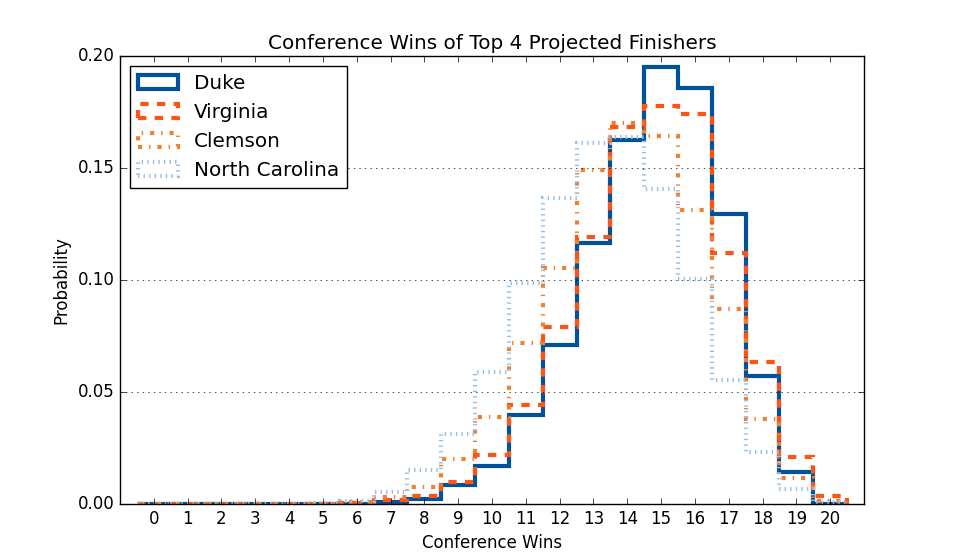 Conference Wins of Top 4 Projected Finishers
0.20
Duke
Virginia
Clemson
North Carolina
0.15
0.10
0.05
0.00
Probability
0 1 2 3 4 5 6 7 8 9 10 11 12 13 14 15 16 17 18 19 20
Conference Wins